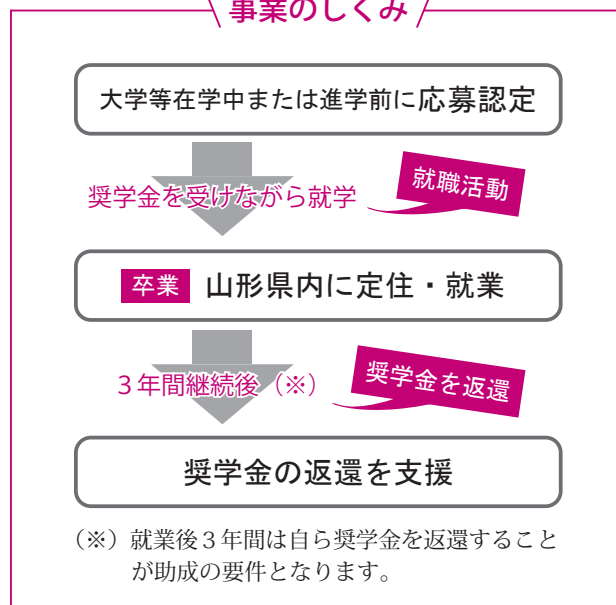 事業のしくみ
大学等在学中または進学前に応募認定
奨学金を受けながら就学
就職活動
卒業 山形県内に定住・就業
3年間継続後（※）
奨学金を返還
奨学金の返還を支援
（※）就業後3年間は自ら奨学金を返還すること
が助成の要件となります。